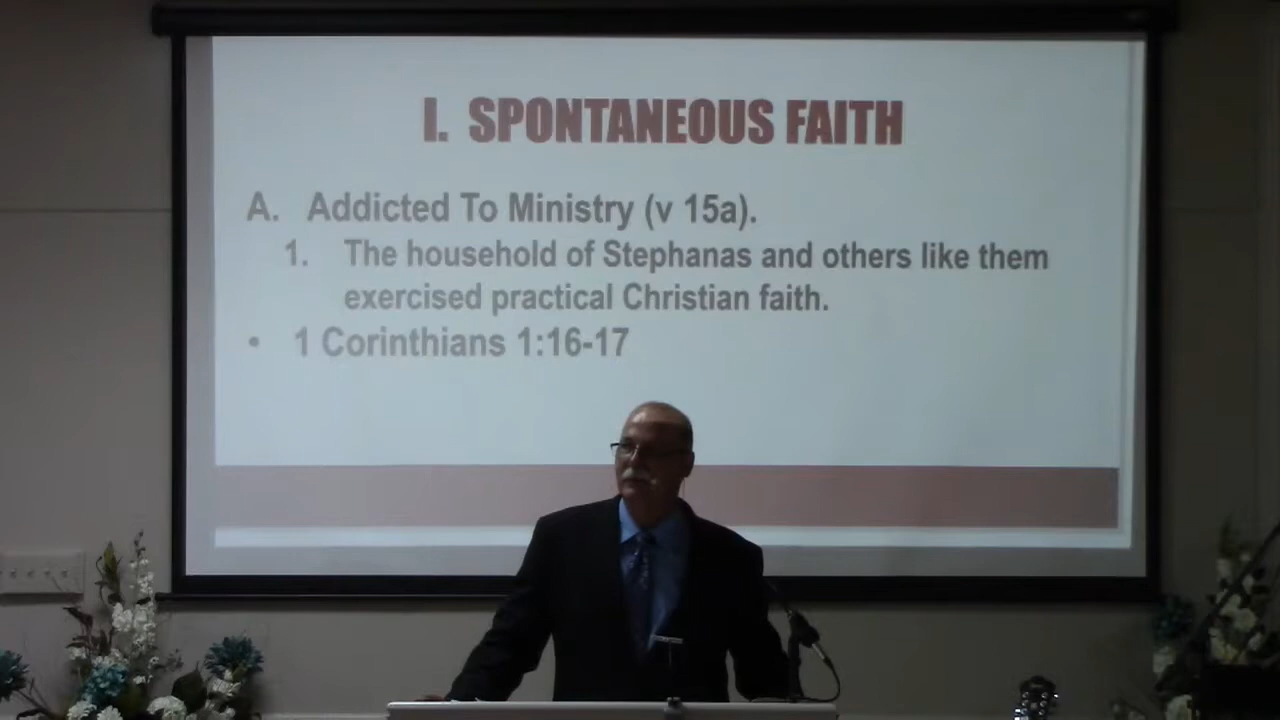 I. SPONTANEOUS FAITH
A. Addicted To Ministry (v 15a).
1. The household of Stephanas and others like them
exercised practical Christian faith.
• 1 Corinthians 1:16-17